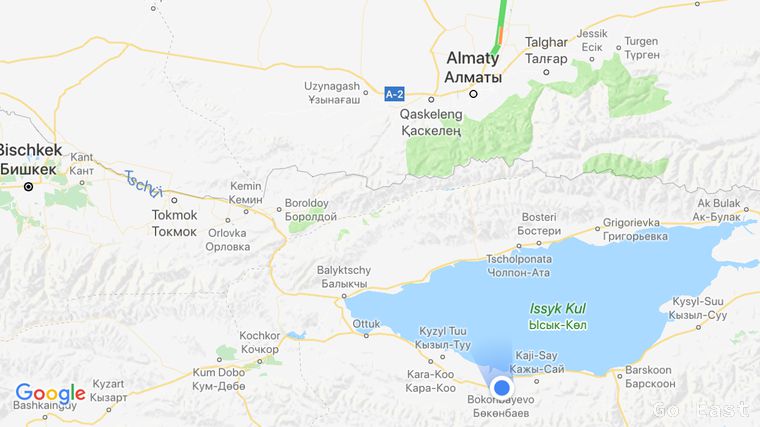 Talghar
Талғар
Jessik
Есік
Turgen
Түрген
Almaty
Алматы
Uzynagash
Ұзынағаш
A-2
Qaskeleng
Қаскелең
Bischkek
Бишкек
Kant
Кант
Tschüi
Kemin
Кемин
Boroldoy
Боролдой
Tokmok
Токмок
Orlovka
Орловка
Ak Bulak
Ак-Булак
Bosteri
Бостери
Grigorievka
Григорьевка
Tscholponata
Чолпон-Ата
Balyktschy
Балыкчы
Issyk Kul
Ысык-Көл
Kysyl-Suu
Кызыл-Суу
Ottuk
Kochkor
Кочкор
Kyzyl Tuu
Кызыл-Туу
Kaji-Say
Кажы-Сай
Barskoon
Барскоон
Kum Dobo
Кум-Дөбө
Kara-Koo
Кара-Коо
Kyzart
Кызарт
Bokonbayevo
Бөкөнбаев
Google
Bashkaingdy
Go East